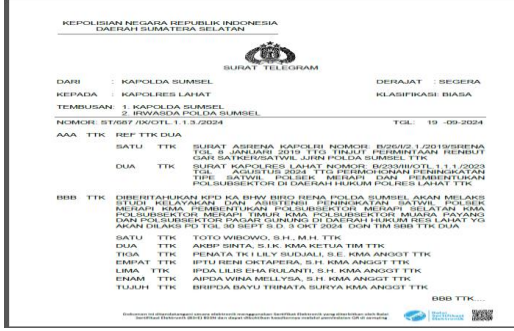 KEPOLISIAN NEGARA REPUBLIK INDONESIA
DAERAH SUMATERA SELATAN
SURAT TELEGRAM
DARI : KAPOLDA SUMSEL DERAJAT : SEGERA
KEPADA : KAPOLRES LAHAT KLASIFIKASI: BIASA
TEMBUSAN: 1. KAPOLDA SUMSEL
2. IRWASDA POLDA SUMSEL
NOMOR: ST/687 /IX/OTL.1.1.3./2024 TGL: 19 -09-2024
AAA TTK REF TTK DUA
SATU TTK SURAT ASRENA KAPOLRI NOMOR: B/26/I/2.1./2019/SRENA
TGL 8 JANUARI 2019 TTG TINJUT PERMINTAAN RENBUT
GAR SATKER/SATWIL JJRN POLDA SUMSEL TTK
DUA TTK SURAT KAPOLRES LAHAT NOMOR: B/233/III/OTL.1.1.1./2023
TGL AGUSTUS 2024 TTG PERMOHONAN PENINGKATAN
TIPE SATWIL POLSEK MERAPI DAN PEMBENTUKAN
POLSUBSEKTOR DI DAERAH HUKUM POLRES LAHAT TTK
BBB TTK DIBERITAHUKAN KPD KA BHW BIRO RENA POLDA SUMSEL AKAN MELAKS
STUDI KELAYAKAN DAN ASISTENSI PENINGKATAN SATWIL POLSEK
MERAPI KMA PEMBENTUKAN POLSUBSEKTOR MERAPI SELATAN KMA
POLSUBSEKTOR MERAPI TIMUR KMA POLSUBSEKTOR MUARA PAYANG
DAN POLSUBSEKTOR PAGAR GUNUNG DI DAERAH HUKUM RES LAHAT YG
AKAN DILAKS PD TGL 30 SEPT S.D. 3 OKT 2024 DGN TIM SBB TTK DUA
SATU TTK TOTO WIBOWO, S.H., M.H. TTK
DUA TTK AKBP SINTA, S.I.K. KMA KETUA TIM TTK
TIGA TTK PENATA TK I LILY SUDJALI, S.E. KMA ANGGT TTK
EMPAT TTK IPTU RENI OKTAPERA, S.H. KMA ANGGT TTK
LIMA TTK IPDA LILIS EHA RULANTI, S.H. KMA ANGGT TTK
ENAM TTK AIPDA WINA MELLYSA, S.H. KMA ANGGT TTK
TUJUH TTK BRIPDA BAYU TRINATA SURYA KMA ANGGT TTK
BBB TTK....
Balai
Sertifikasi
Elektronik